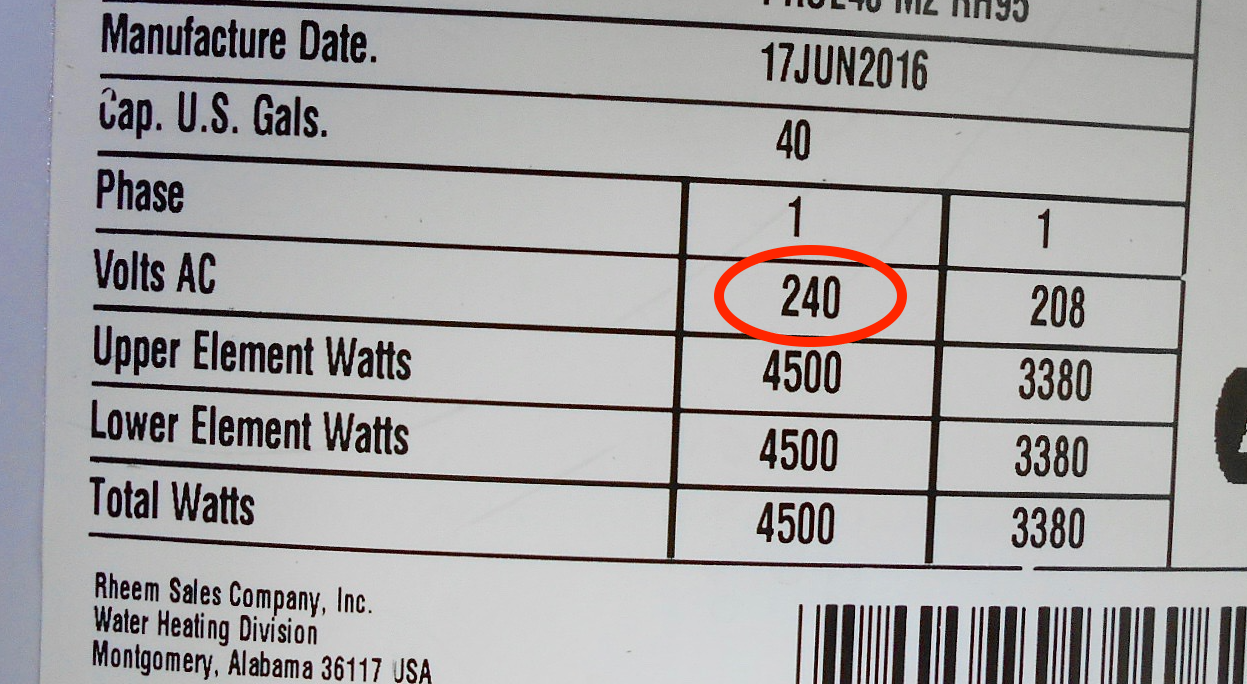 M2 RH95
Manufacture Date. 17JUN2016
Cap. U.S. Gals. 40
Phase 1 1
Volts AC 240 208
Upper Element Watts 4500 3380
Lower Element Watts 4500 3380
Total Watts 4500 3380
Rheem Sales Company, Inc.
Water Heating Division
Montgomery, Alabama 36117 USA